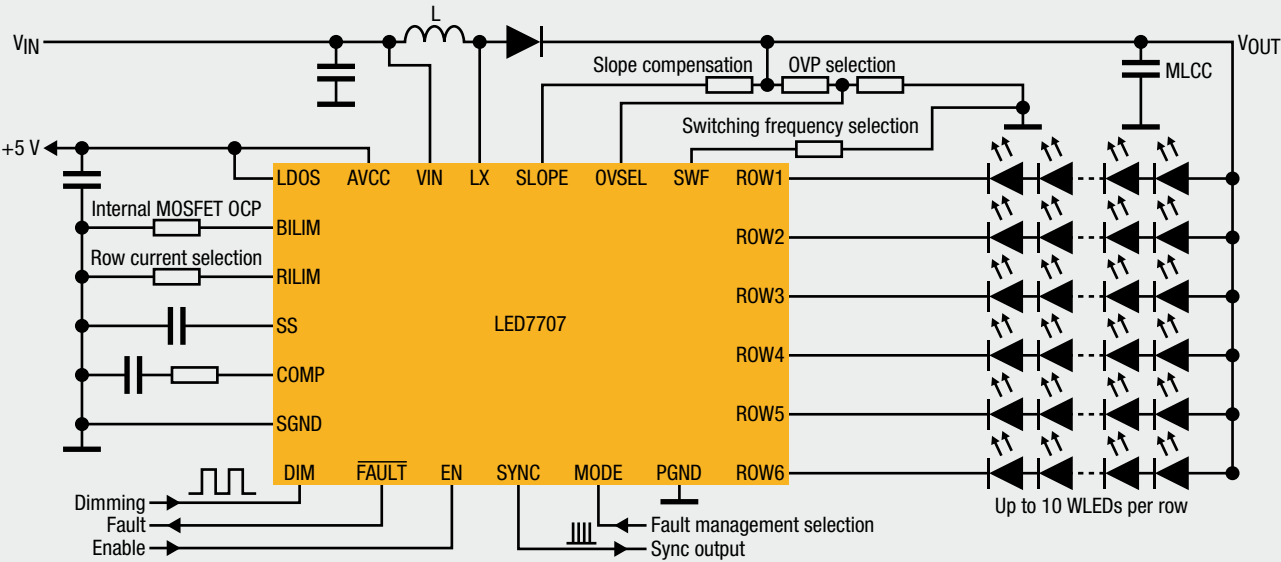 L
VIN
VOUT
Slope compensation
OVP selection
MLCC
Switching frequency selection
+5 V
LDOS AVCC VIN LX SLOPE OVSEL SWF ROW1
Internal MOSFET OCP
BILIM
ROW2
Row current selection
RILIM
ROW3
SS
LED7707
ROW4
COMP
ROW5
SGND
DIM FAULT EN SYNC MODE PGND ROW6
Dimming
Fault
Enable
Fault management selection
Sync output
Up to 10 WLEDs per row